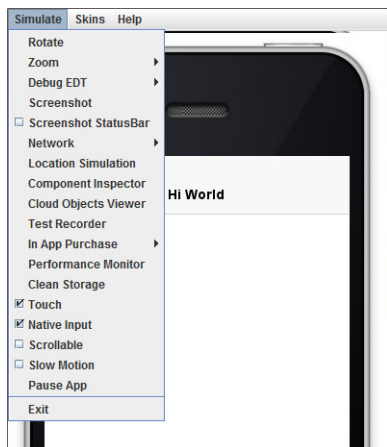 Simulate Skins Help
Rotate
Zoom
Debug EDT
Screenshot
Screenshot StatusBar
Network
Location Simulation
Component Inspector
Cloud Objects Viewer
Test Recorder
In App Purchase
Performance Monitor
Clean Storage
Touch
Native Input
Scrollable
Slow Motion
Pause App
Exit
Hi World